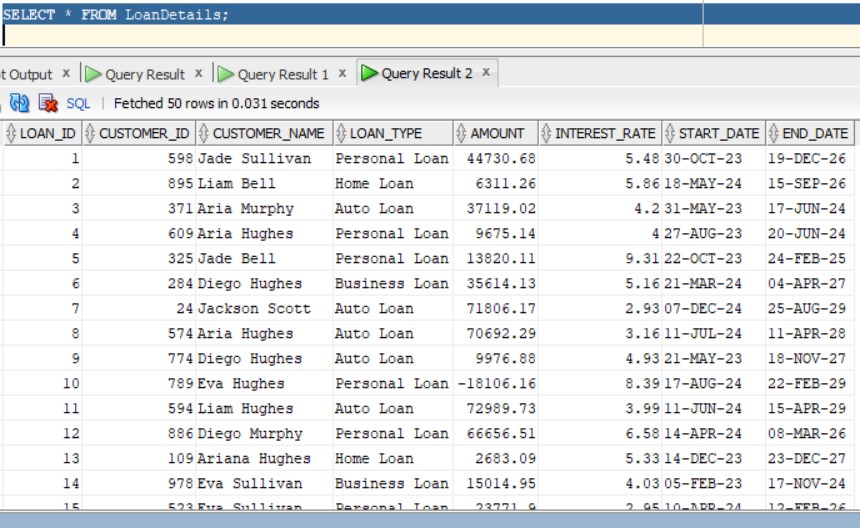 SELECT * FROM LoanDetails;
t Output x Query Result x Query Result 1 x Query Result 2 x
SQL | Fetched 50 rows in 0.031 seconds
LOAN_ID CUSTOMER_ID CUSTOMER_NAME LOAN_TYPE AMOUNT INTEREST_RATE START_DATE END_DATE
1 598 Jade Sullivan Personal Loan 44730.68 5.48 30-OCT-23 19-DEC-26
2 895 Liam Bell Home Loan 6311.26 5.86 18-MAY-24 15-SEP-26
3 371 Aria Murphy Auto Loan 37119.02 4.2 31-MAY-23 17-JUN-24
4 609 Aria Hughes Personal Loan 9675.14 4 27-AUG-23 20-JUN-24
5 325 Jade Bell Personal Loan 13820.11 9.31 22-OCT-23 24-FEB-25
6 284 Diego Hughes Business Loan 35614.13 5.16 21-MAR-24 04-APR-27
7 24 Jackson Scott Auto Loan 71806.17 2.93 07-DEC-24 25-AUG-29
8 574 Aria Hughes Auto Loan 70692.29 3.16 11-JUL-24 11-APR-28
9 774 Diego Hughes Auto Loan 9976.88 4.93 21-MAY-23 18-NOV-27
10 789 Eva Hughes Personal Loan -18106.16 8.39 17-AUG-24 22-FEB-29
11 594 Liam Hughes Auto Loan 72989.73 3.99 11-JUN-24 15-APR-29
12 886 Diego Murphy Personal Loan 66656.51 6.58 14-APR-24 08-MAR-26
13 109 Ariana Hughes Home Loan 2683.09 5.33 14-DEC-23 23-DEC-27
14 978 Eva Sullivan Business Loan 15014.95 4.03 05-FEB-23 17-NOV-24
15 523 Eva Sullivan Personal Loan 23771.9 2.95 10-APR-24 12-FEB-26